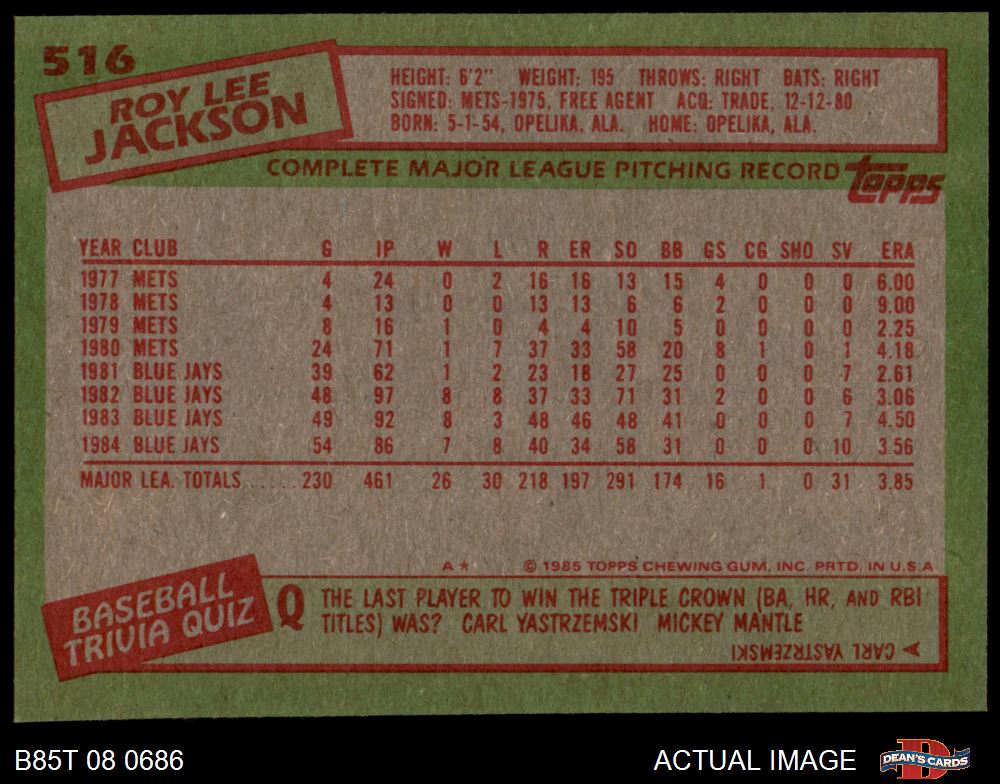 516
ROY LEE
JACKSON
HEIGHT: 6'2" WEIGHT: 195 THROWS: RIGHT BATS: RIGHT
SIGNED: METS-1975, FREE AGENT ACQ: TRADE, 12-12-80
BORN: 5-1-54, OPELIKA, ALA. HOME: OPELIKA, ALA.
COMPLETE MAJOR LEAGUE PITCHING RECORD Topps
YEAR CLUB G IP W L R ER SO BB GS CG SHO SV ERA
1977 METS 4 24 0 2 16 16 13 15 4 0 0 0 6.00
1978 METS 4 13 0 0 13 13 6 6 2 0 0 0 9.00
1979 METS 8 16 1 0 4 4 10 5 0 0 0 0 2.25
1980 METS 24 71 1 7 37 33 58 20 8 1 0 1 4.18
1981 BLUE JAYS 39 62 1 2 23 18 27 25 0 0 0 7 2.61
1982 BLUE JAYS 48 97 8 8 37 33 71 31 2 0 0 6 3.06
1983 BLUE JAYS 49 92 8 3 48 46 48 41 0 0 0 7 4.50
1984 BLUE JAYS 54 86 7 8 40 34 58 31 0 0 0 10 3.56
MAJOR LEA. TOTALS....... 230 461 26 30 218 197 291 174 16 1 0 31 3.85
A* © 1985 TOPPS CHEWING GUM, INC. PRTD. IN U.S.A
BASEBALL
TRIVIA QUIZ
Q THE LAST PLAYER TO WIN THE TRIPLE CROWN (BA, HR, AND RBI
TITLES) WAS? CARL YASTRZEMSKI MICKEY MANTLE
CARL YASTRZEMSKI
B85T 08 0686
ACTUAL IMAGE
D
DEAN'S CARDS